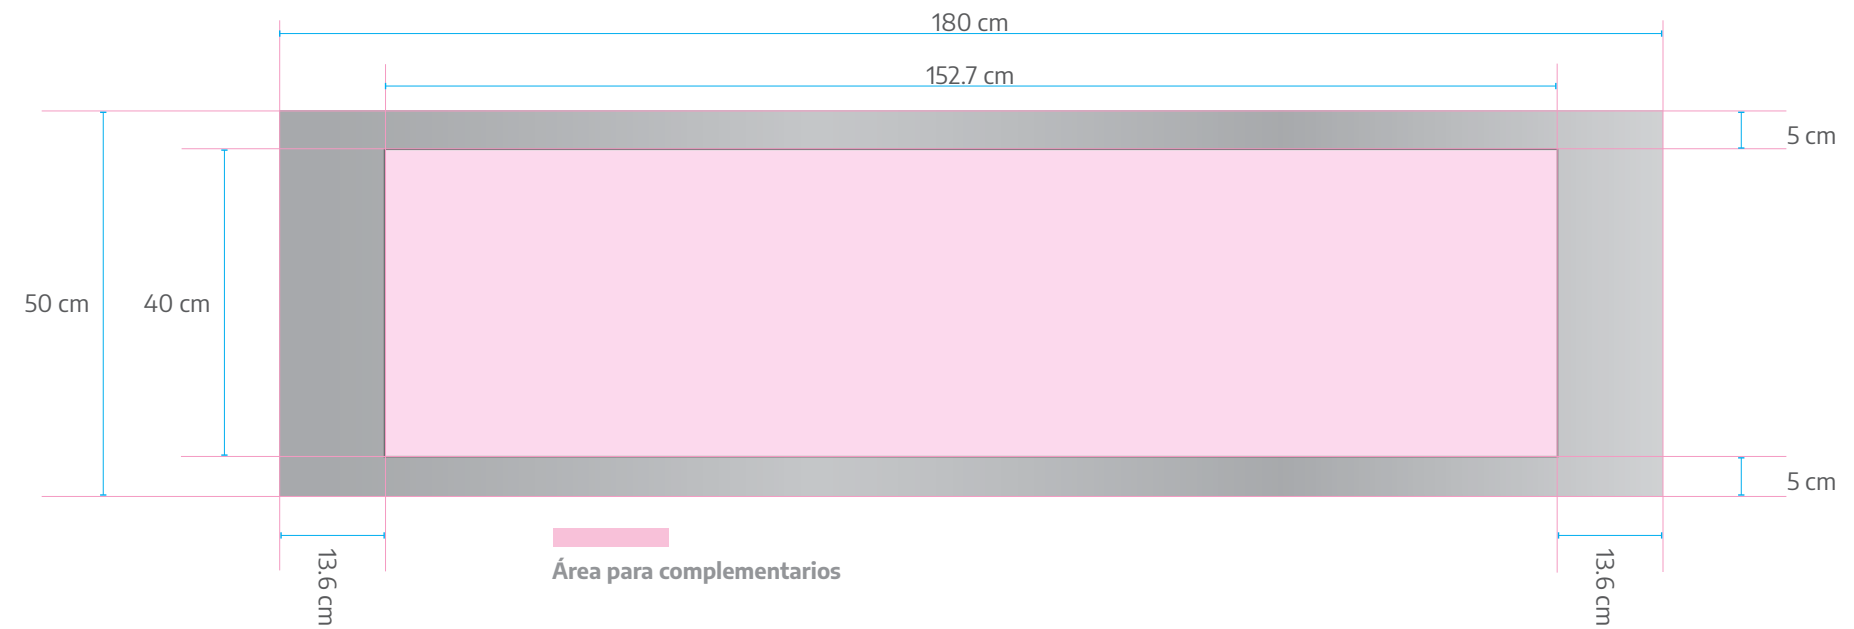 180 cm
152.7 cm
5 cm
50 cm
40 cm
5 cm
13.6 cm
13.6 cm
Área para complementarios